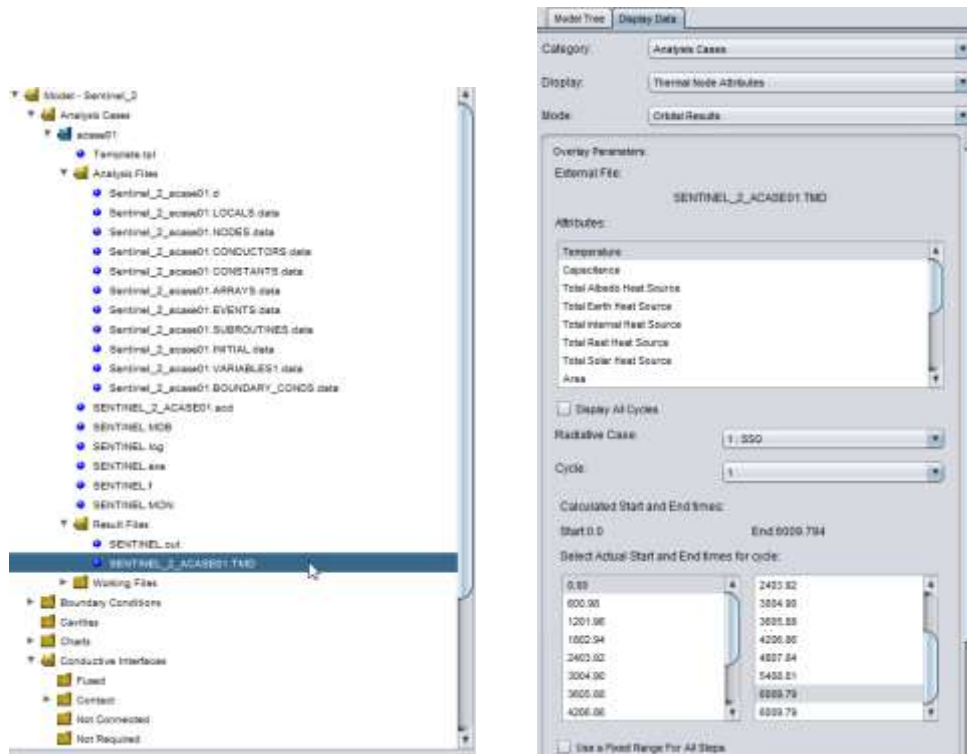 Model - Sentinel_2
Analysis Cases
acase01
Template.tpl
Analysis Files
Sentinel_2_acase01.d
Sentinel_2_acase01.LOCALS.data
Sentinel_2_acase01.NODES.data
Sentinel_2_acase01.CONDUCTORS.data
Sentinel_2_acase01.CONSTANTS.data
Sentinel_2_acase01.ARRAYS.data
Sentinel_2_acase01.EVENTS.data
Sentinel_2_acase01.SUBROUTINES.data
Sentinel_2_acase01.INITIAL.data
Sentinel_2_acase01.VARIABLES1.data
Sentinel_2_acase01.BOUNDARY_CONDS.data
SENTINEL_2_ACASE01.acd
SENTINEL.MDB
SENTINEL.log
SENTINEL.exe
SENTINEL.f
SENTINEL.MON
Result Files
SENTINEL.out
SENTINEL_2_ACASE01.TMD
Working Files
Boundary Conditions
Cavities
Charts
Conductive Interfaces
Fused
Contact
Not Connected
Not Required
Model Tree Display Data
Category: Analysis Cases
Display: Thermal Node Attributes
Mode: Orbital Results
Overlay Parameters:
External File:
SENTINEL_2_ACASE01.TMD
Attributes:
Temperature
Capacitance
Total Albedo Heat Source
Total Earth Heat Source
Total Internal Heat Source
Total Rest Heat Source
Total Solar Heat Source
Area
Display All Cycles
Radiative Case: 1 : SSO
Cycle: 1
Calculated Start and End times:
Start 0.0 End 6009.794
Select Actual Start and End times for cycle:
0.00 2403.92
600.98 3004.90
1201.96 3605.88
1802.94 4206.86
2403.92 4807.84
3004.90 5408.81
3605.88 6009.79
4206.86 6009.79
Use a Fixed Range For All Steps